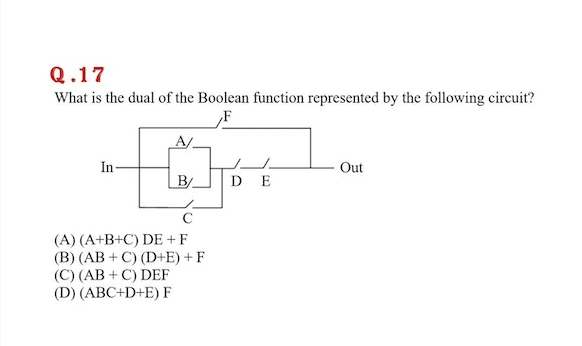 Q.17
What is the dual of the Boolean function represented by the following circuit?
F
A
In
Out
B
D E
C
(A) (A+B+C) DE + F
(B) (AB + C) (D+E) + F
(C) (AB + C) DEF
(D) (ABC+D+E) F